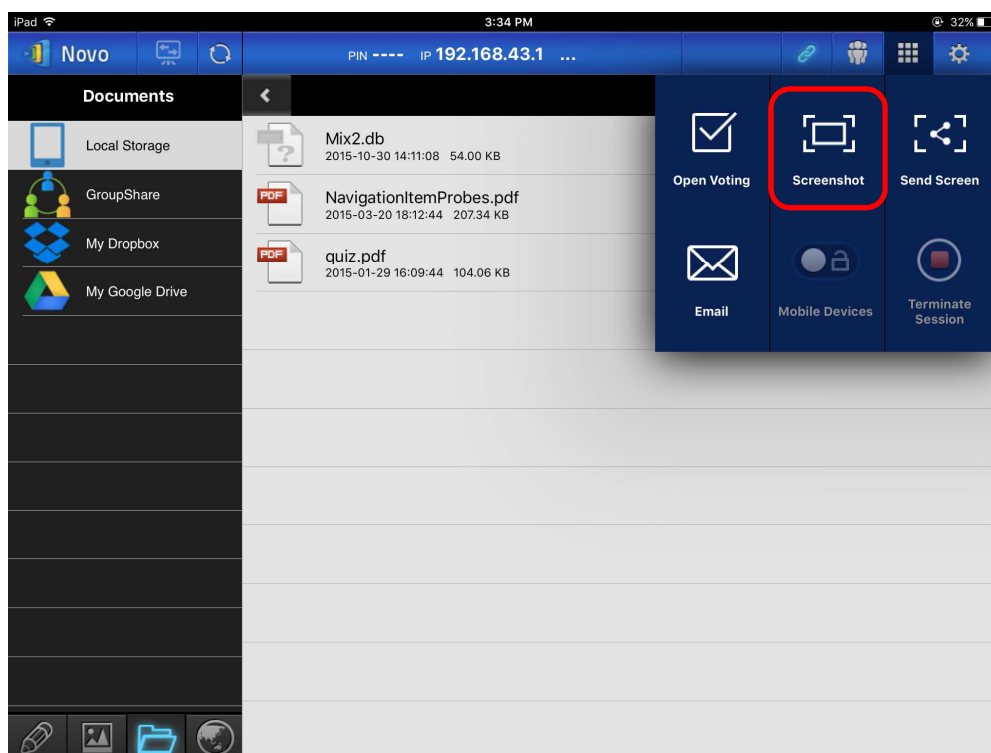 iPad 3:34 PM 32%
Novo PIN ---- IP 192.168.43.1 ...
Documents
Local Storage
GroupShare
My Dropbox
My Google Drive
?
Mix2.db
2015-10-30 14:11:08 54.00 KB
PDF
NavigationItemProbes.pdf
2015-03-20 18:12:44 207.34 KB
PDF
quiz.pdf
2015-01-29 16:09:44 104.06 KB
Open Voting
Screenshot
Send Screen
Email
Mobile Devices
Terminate
Session